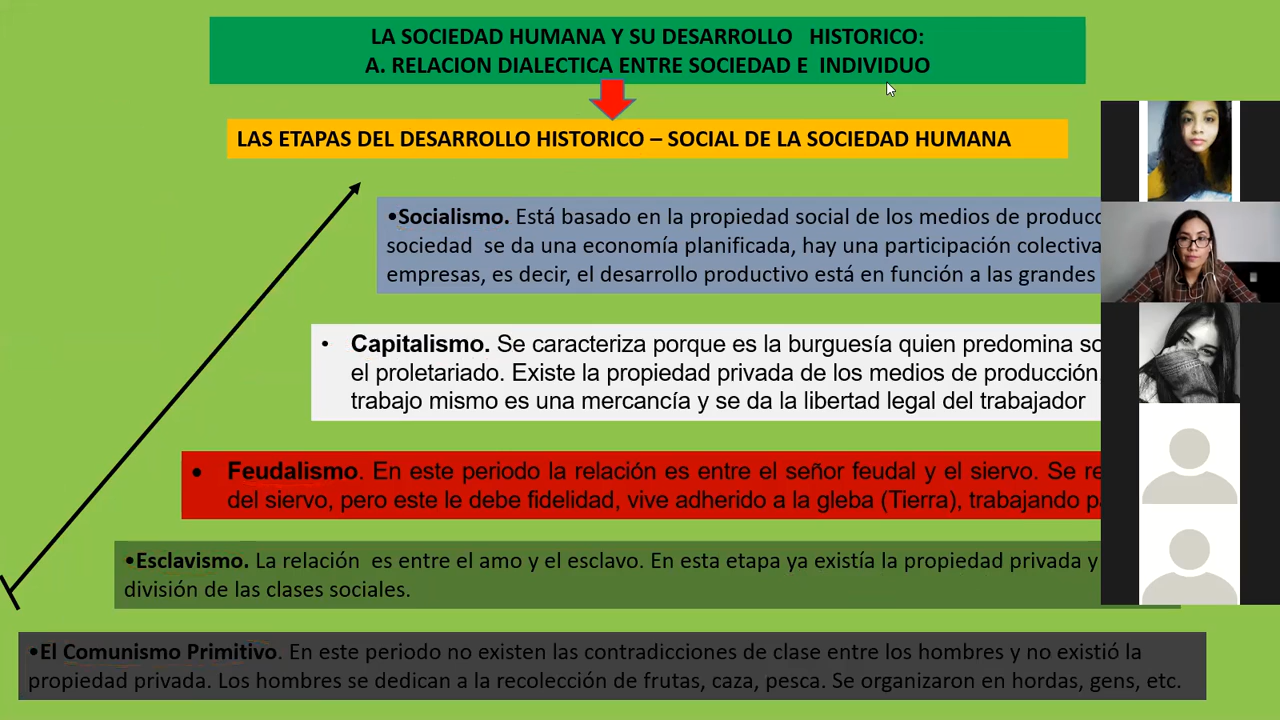 LA SOCIEDAD HUMANA Y SU DESARROLLO HISTORICO:
A. RELACION DIALECTICA ENTRE SOCIEDAD E INDIVIDUO
LAS ETAPAS DEL DESARROLLO HISTORICO – SOCIAL DE LA SOCIEDAD HUMANA
•Socialismo. Está basado en la propiedad social de los medios de
sociedad se da una economía planificada, hay una participación colectiva
empresas, es decir, el desarrollo productivo está en función a las grandes
• Capitalismo. Se caracteriza porque es la burguesía quien predomina
el proletariado. Existe la propiedad privada de los medios de producción
trabajo mismo es una mercancía y se da la libertad legal del trabajador
• Feudalismo. En este periodo la relación es entre el señor feudal y el siervo. Se
del siervo, pero este le debe fidelidad, vive adherido a la gleba (Tierra), trabajando
•Esclavismo. La relación es entre el amo y el esclavo. En esta etapa ya existía la propiedad privada y
división de las clases sociales.
•El Comunismo Primitivo. En este periodo no existen las contradicciones de clase entre los hombres y no existió la
propiedad privada. Los hombres se dedican a la recolección de frutas, caza, pesca. Se organizaron en hordas, gens, etc.